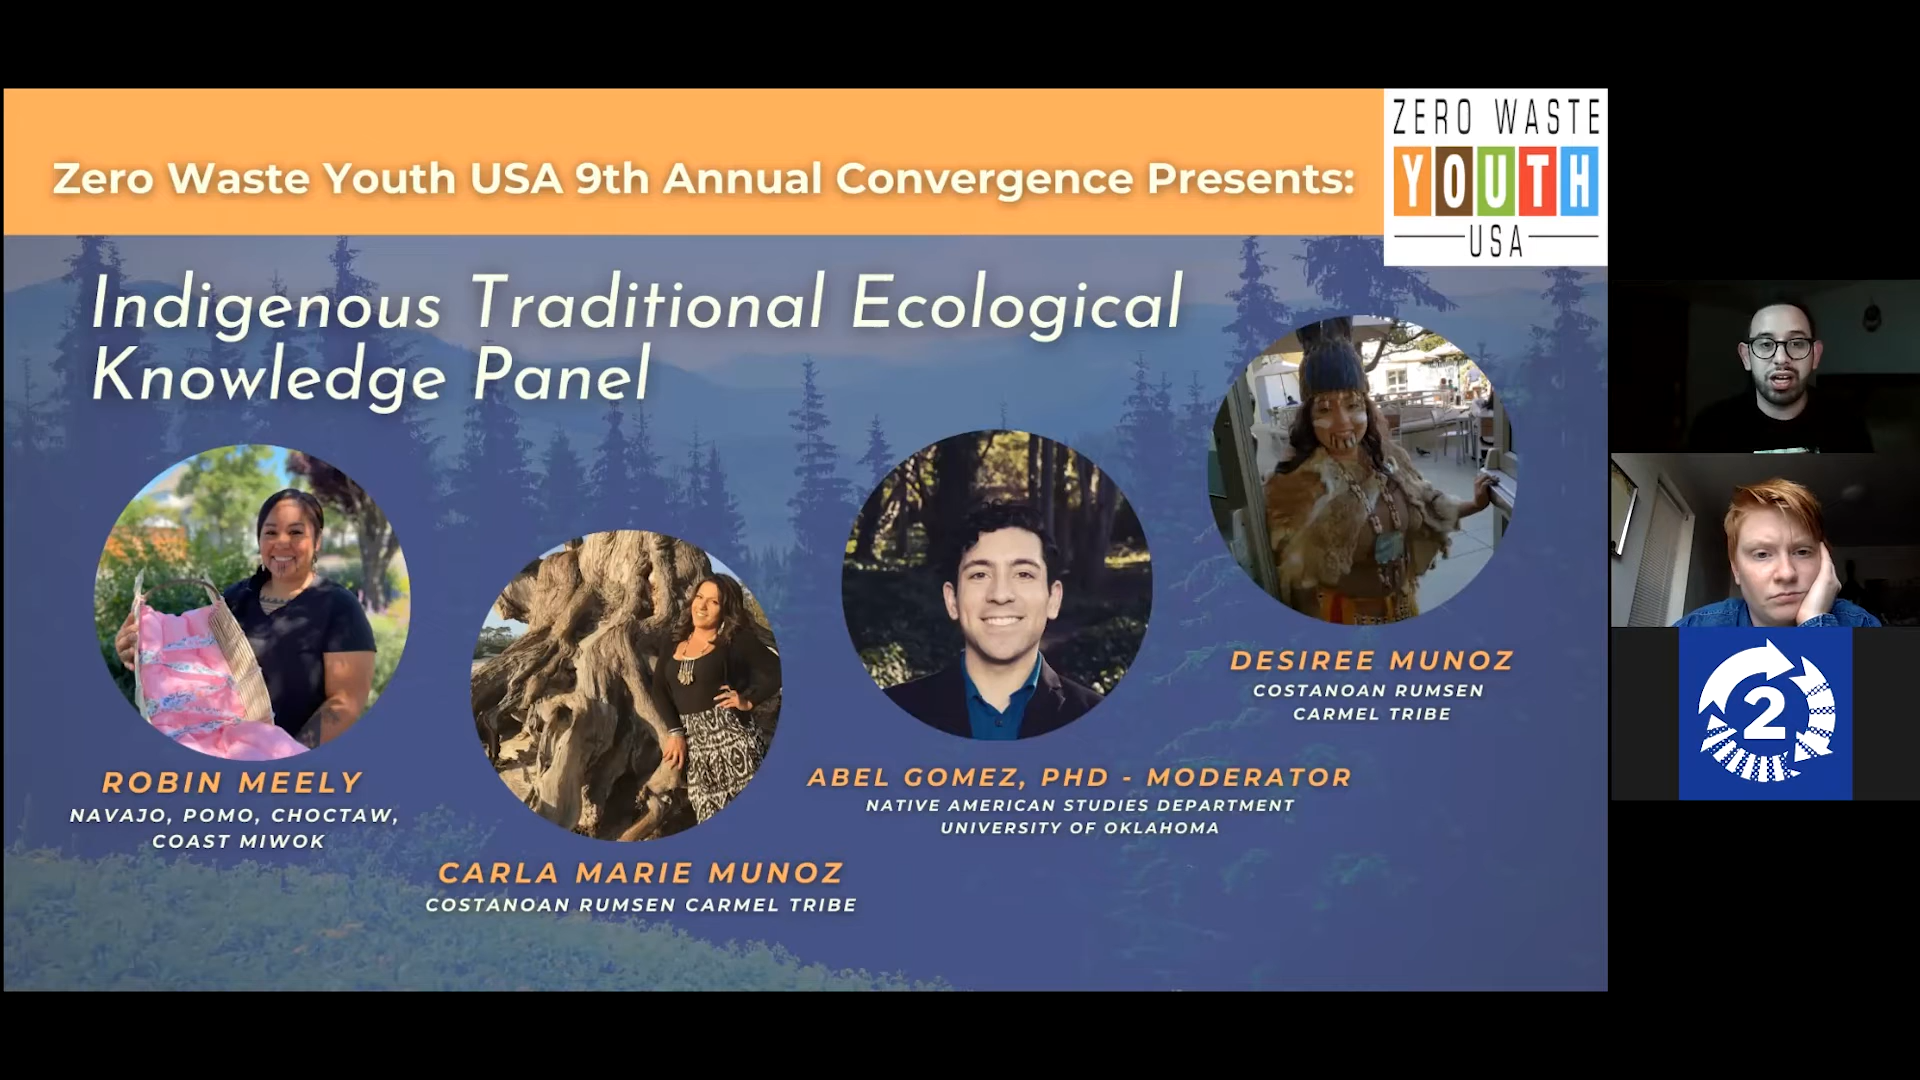 Zero Waste Youth USA 9th Annual Convergence Presents:
ZERO WASTE
YOUTH
USA
Indigenous Traditional Ecological
Knowledge Panel
ROBIN MEELY
NAVAJO, POMO, CHOCTAW,
COAST MIWOK
CARLA MARIE MUNOZ
COSTANOAN RUMSEN CARMEL TRIBE
ABEL GOMEZ, PHD - MODERATOR
NATIVE AMERICAN STUDIES DEPARTMENT
UNIVERSITY OF OKLAHOMA
DESIREE MUNOZ
COSTANOAN RUMSEN
CARMEL TRIBE
2